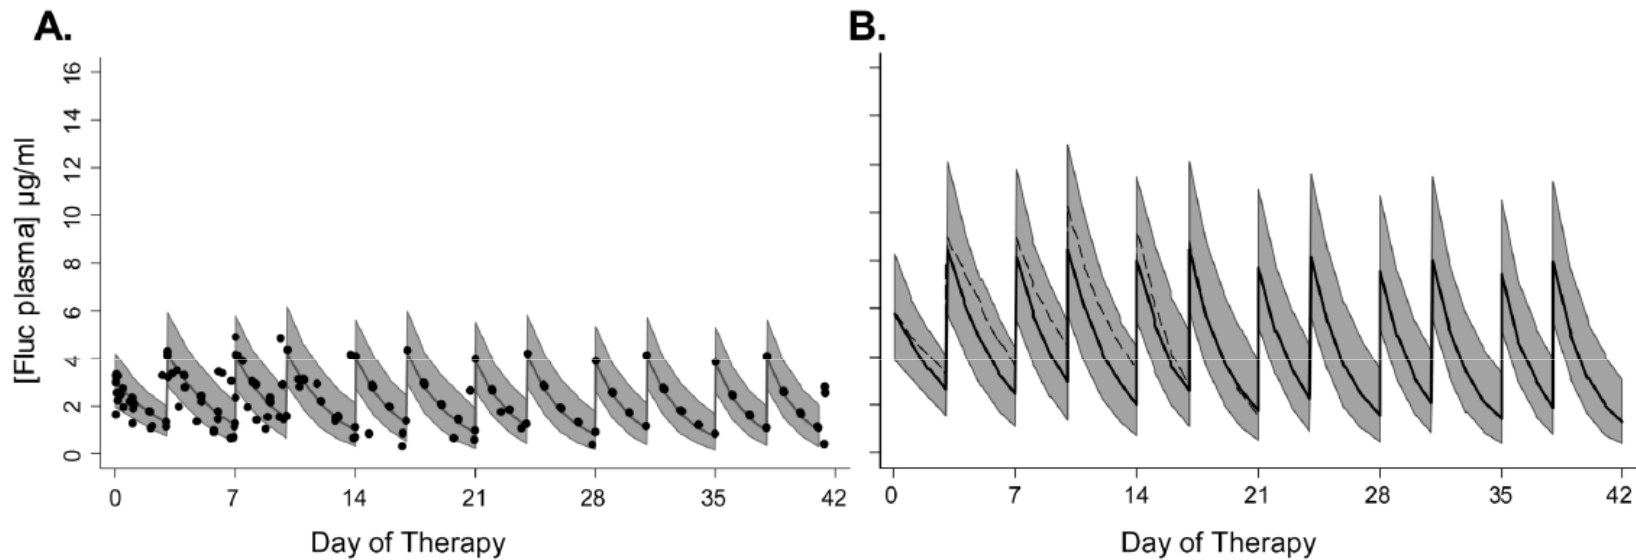 A.
B.
16
14
12
10
8
6
4
2
0
[Fluc plasma] µg/ml
0 7 14 21 28 35 42
0 7 14 21 28 35 42
Day of Therapy
Day of Therapy